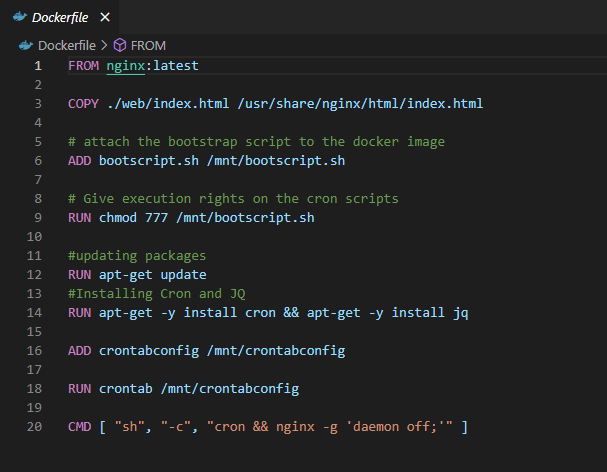 Dockerfile ×
Dockerfile > FROM
1 FROM nginx:latest
2
3 COPY ./web/index.html /usr/share/nginx/html/index.html
4
5 # attach the bootstrap script to the docker image
6 ADD bootscript.sh /mnt/bootscript.sh
7
8 # Give execution rights on the cron scripts
9 RUN chmod 777 /mnt/bootscript.sh
10
11 #updating packages
12 RUN apt-get update
13 #Installing Cron and JQ
14 RUN apt-get -y install cron && apt-get -y install jq
15
16 ADD crontabconfig /mnt/crontabconfig
17
18 RUN crontab /mnt/crontabconfig
19
20 CMD [ "sh", "-c", "cron && nginx -g 'daemon off;'" ]